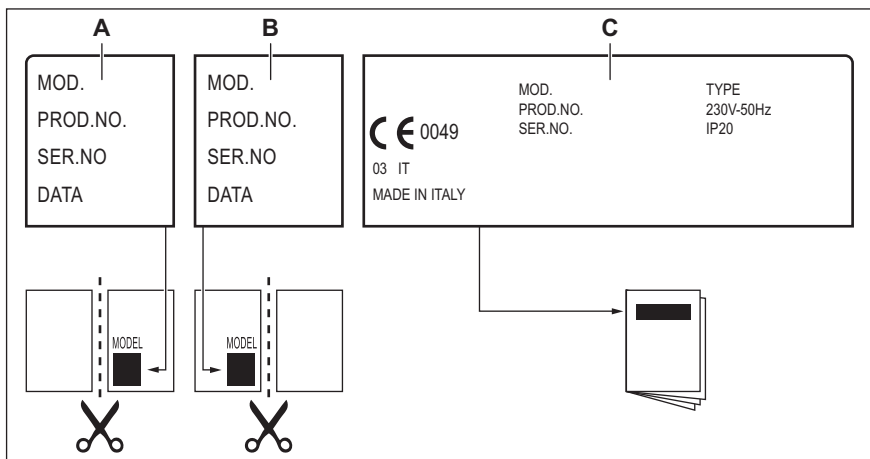 A
B
C
MOD.
PROD.NO.
SER.NO
DATA
MOD.
PROD.NO.
SER.NO
DATA
MOD.
PROD.NO.
SER.NO.
TYPE
230V-50Hz
IP20
CE 0049
03 IT
MADE IN ITALY
MODEL
MODEL